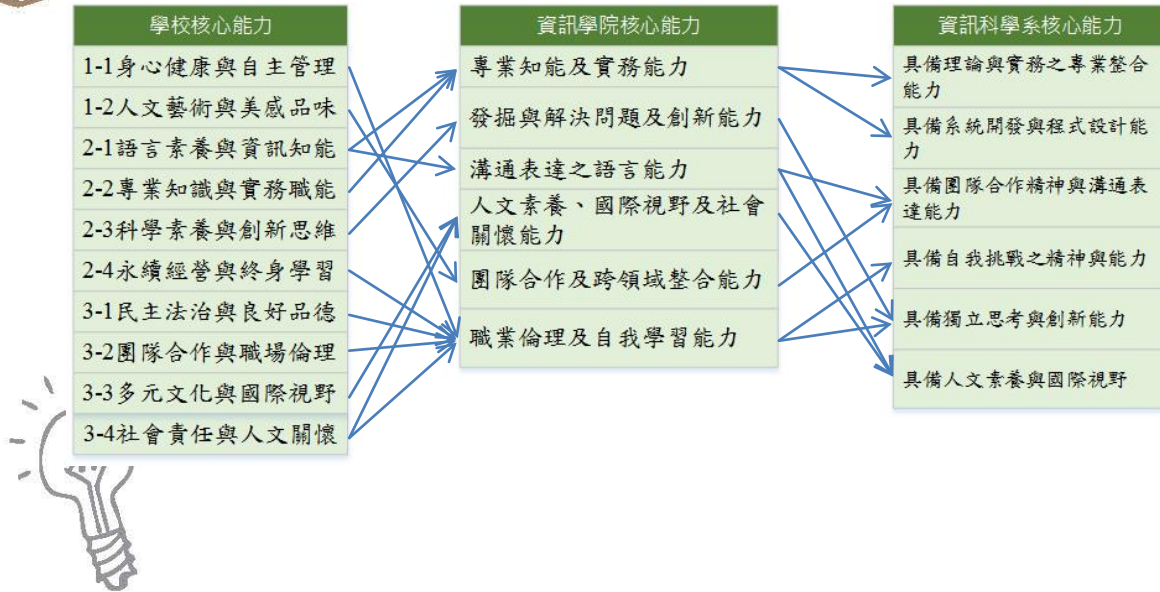 學校核心能力
1-1身心健康與自主管理
1-2人文藝術與美感品味
2-1語言素養與資訊知能
2-2專業知識與實務職能
2-3科學素養與創新思維
2-4永續經營與終身學習
3-1民主法治與良好品德
3-2團隊合作與職場倫理
3-3多元文化與國際視野
3-4社會責任與人文關懷
資訊學院核心能力
專業知能及實務能力
發掘與解決問題及創新能力
溝通表達之語言能力
人文素養、國際視野及社會
關懷能力
團隊合作及跨領域整合能力
職業倫理及自我學習能力
資訊科學系核心能力
具備理論與實務之專業整合
能力
具備系統開發與程式設計能
力
具備團隊合作精神與溝通表
達能力
具備自我挑戰之精神與能力
具備獨立思考與創新能力
具備人文素養與國際視野